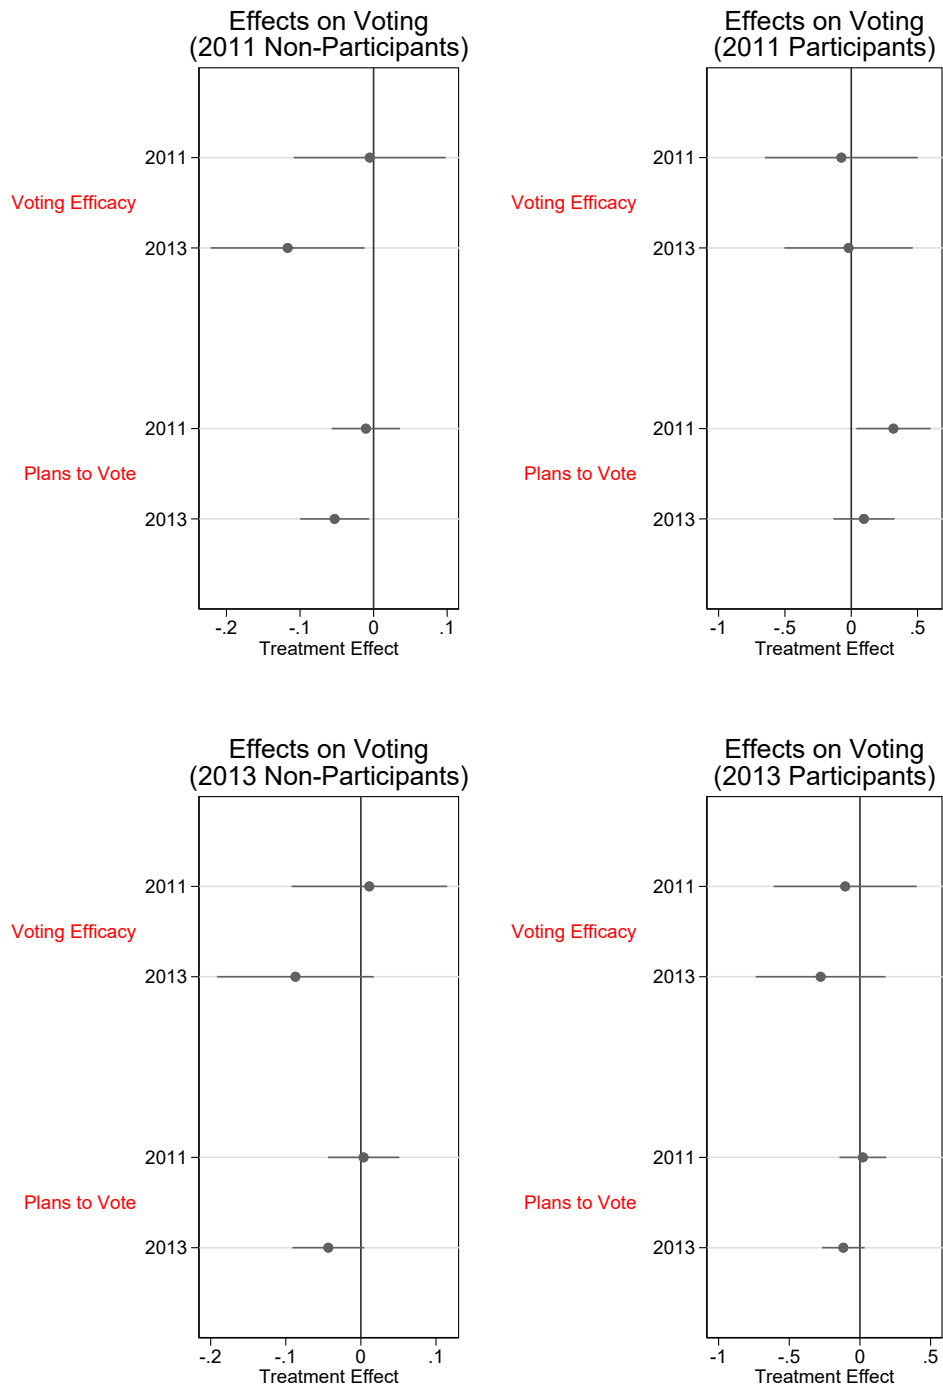 Effects on Voting
(2011 Non-Participants)
2011
Voting Efficacy
2013
2011
Plans to Vote
2013
-.2 -.1 0 .1
Treatment Effect
Effects on Voting
(2011 Participants)
2011
Voting Efficacy
2013
2011
Plans to Vote
2013
-1 -.5 0 .5
Treatment Effect
Effects on Voting
(2013 Non-Participants)
2011
Voting Efficacy
2013
2011
Plans to Vote
2013
-.2 -.1 0 .1
Treatment Effect
Effects on Voting
(2013 Participants)
2011
Voting Efficacy
2013
2011
Plans to Vote
2013
-1 -.5 0 .5
Treatment Effect